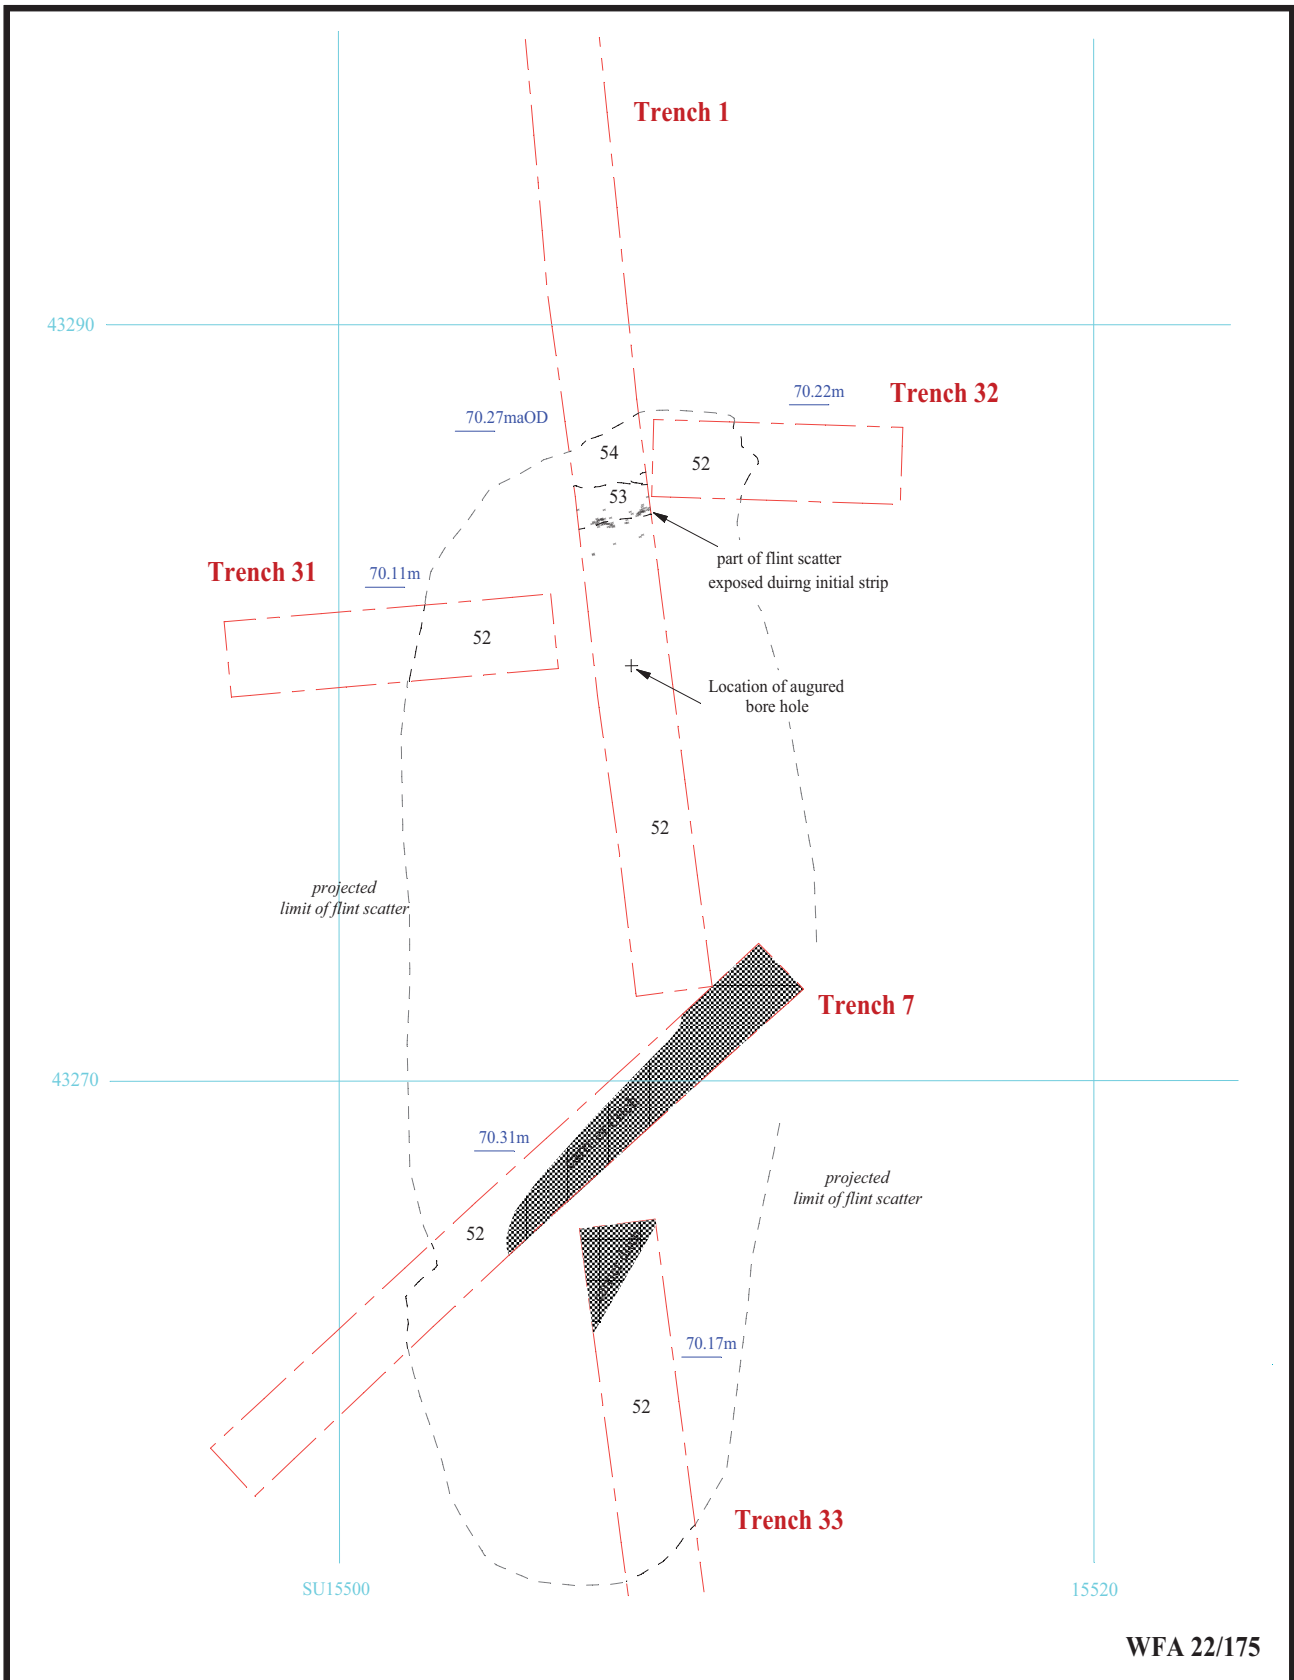 Trench 1
43290
70.22m
Trench 32
70.27maOD
54
52
53
part of flint scatter
exposed duirng initial strip
Trench 31
70.11m
52
Location of augured
bore hole
52
projected
limit of flint scatter
Trench 7
43270
70.31m
projected
limit of flint scatter
52
70.17m
52
Trench 33
SU15500
15520
WFA 22/175